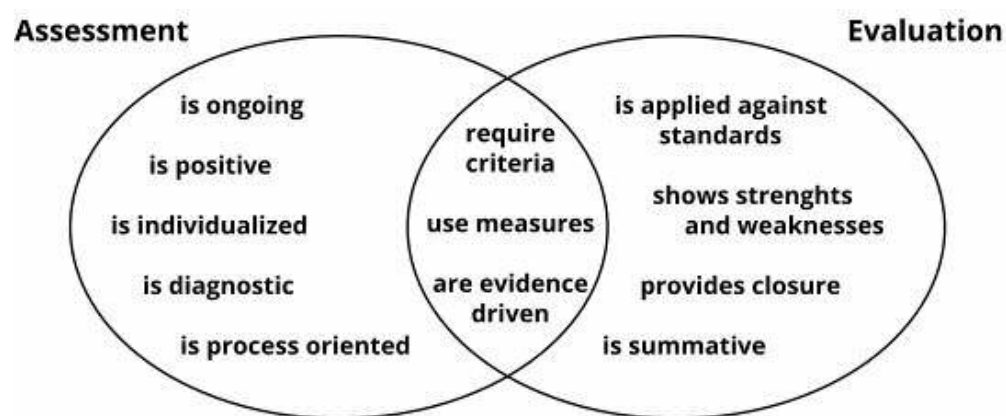 Assessment
Evaluation
is ongoing
is positive
is individualized
is diagnostic
is process oriented
require
criteria
use measures
are evidence
driven
is applied against
standards
shows strenghts
and weaknesses
provides closure
is summative